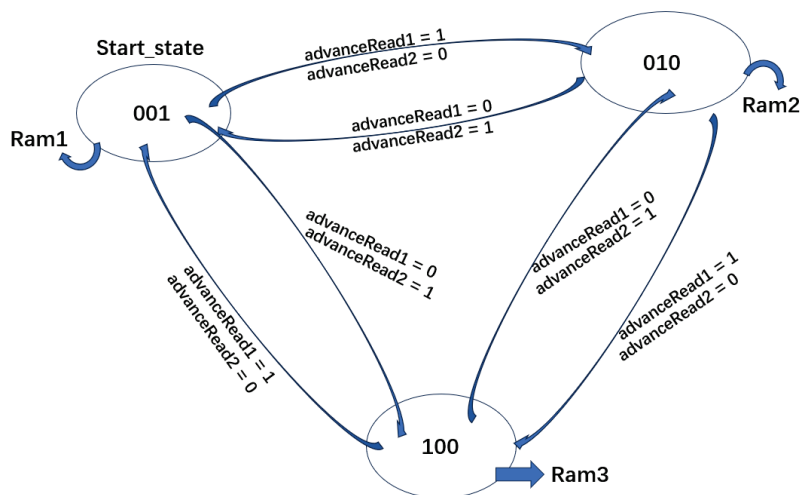 Start_state
001
Ram1
advanceRead1 = 1
advanceRead2 = 0
010
Ram2
advanceRead1 = 0
advanceRead2 = 1
advanceRead1 = 0
advanceRead2 = 1
advanceRead1 = 0
advanceRead2 = 1
advanceRead1 = 1
advanceRead2 = 0
advanceRead1 = 1
advanceRead2 = 0
100
Ram3